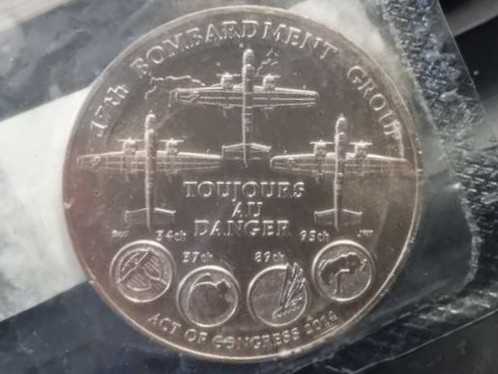 17th BOMBARDMENT GROUP
TOUJOURS
AU
DANGER
34th
95th
37th
89th
ACT OF CONGRESS 2014